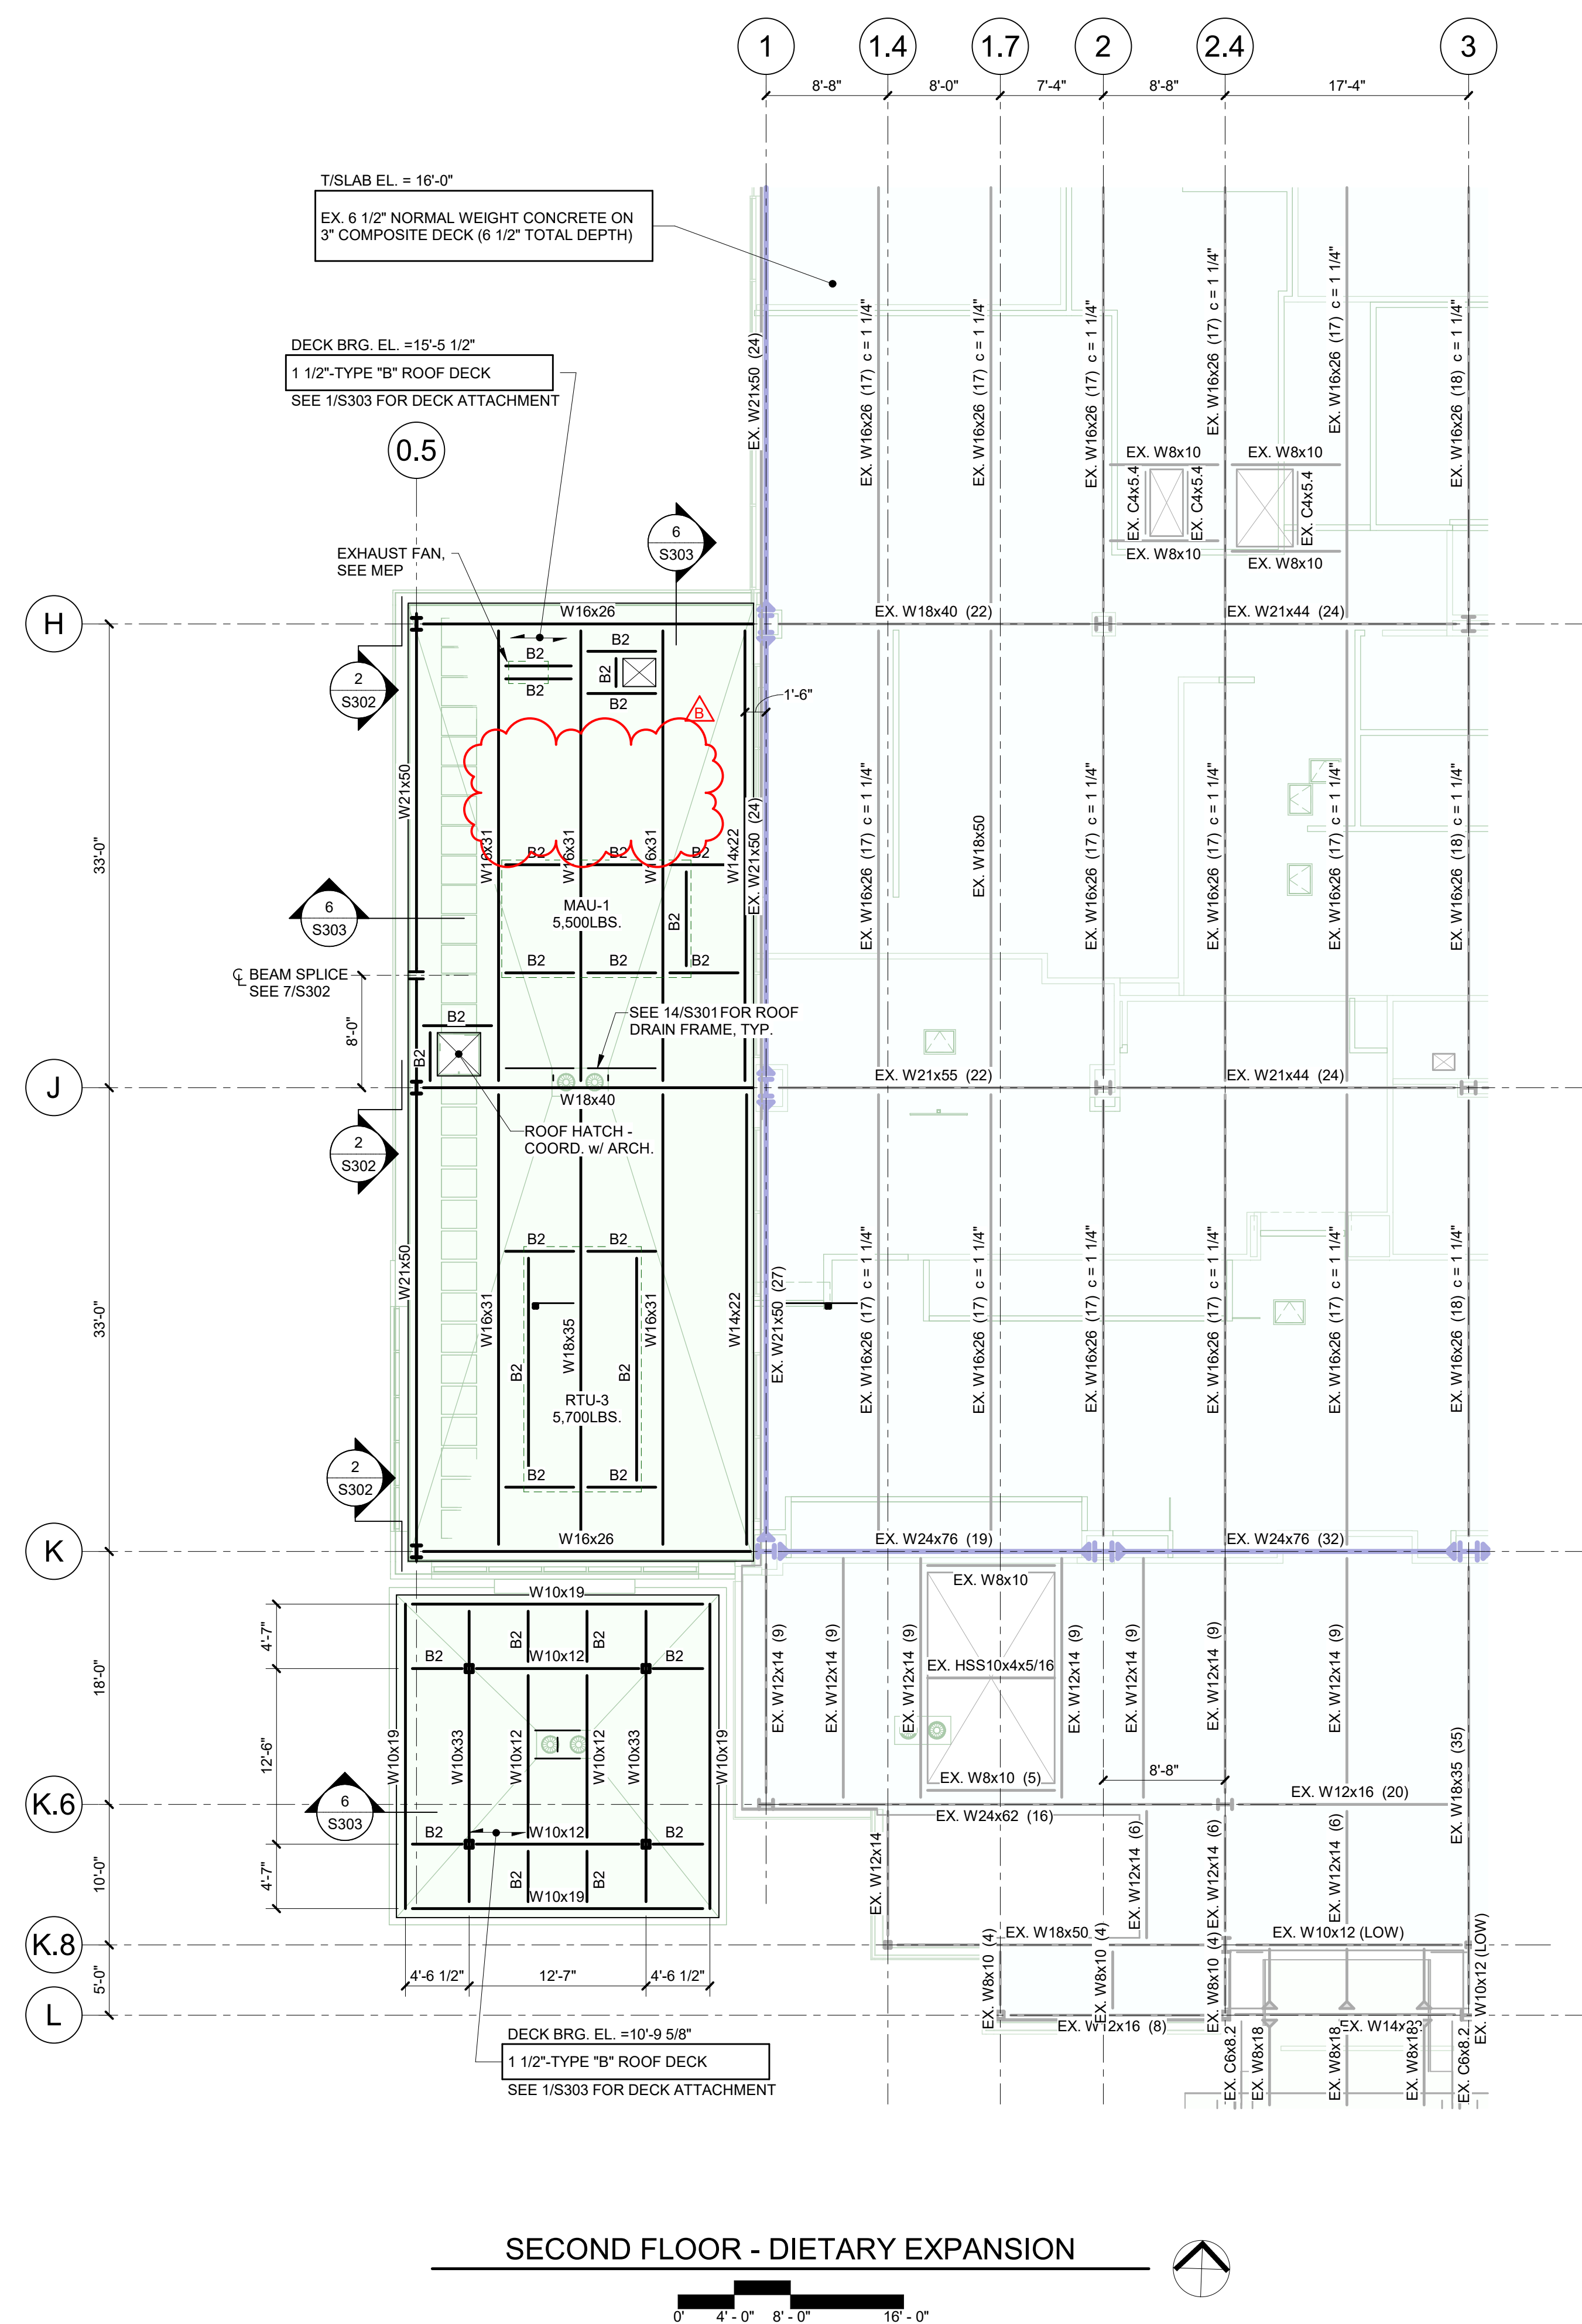 1
1.4
1.7
2
2.4
3
8'-8"
8'-0"
7'-4"
8'-8"
17'-4"
T/SLAB EL. = 16'-0"
EX. 6 1/2" NORMAL WEIGHT CONCRETE ON
3" COMPOSITE DECK (6 1/2" TOTAL DEPTH)
DECK BRG. EL. =15'-5 1/2"
1 1/2"-TYPE "B" ROOF DECK
SEE 1/S303 FOR DECK ATTACHMENT
0.5
EX. W21x50 (24)
EX. W16x26 (17) c = 1 1/4"
EX. W16x26 (17) c = 1 1/4"
EX. W16x26 (17) c = 1 1/4"
EX. W16x26 (17) c = 1 1/4"
EX. W16x26 (17) c = 1 1/4"
EX. W16x26 (18) c = 1 1/4"
EX. W8x10
EX. W8x10
EX. C4x5.4
EX. C4x5.4
EX. C4x5.4
EX. W8x10
EX. W8x10
6
S303
EXHAUST FAN,
SEE MEP
H
W16x26
EX. W18x40 (22)
EX. W21x44 (24)
B2
B2
B2
B2
B2
2
S302
1'-6"
B
W21x50
33'-0"
W16x31
W16x31
W16x31
W14x22
EX. W21x50 (24)
EX. W16x26 (17) c = 1 1/4"
EX. W18x50
EX. W16x26 (17) c = 1 1/4"
EX. W16x26 (17) c = 1 1/4"
EX. W16x26 (17) c = 1 1/4"
EX. W16x26 (18) c = 1 1/4"
B2
B2
B2
MAU-1
5,500LBS.
B2
6
S303
B2
B2
B2
℄ BEAM SPLICE
SEE 7/S302
8'-0"
B2
B2
SEE 14/S301 FOR ROOF
DRAIN FRAME, TYP.
J
W18x40
EX. W21x55 (22)
EX. W21x44 (24)
ROOF HATCH -
COORD. w/ ARCH.
2
S302
B2
B2
33'-0"
W21x50
W16x31
W18x35
W16x31
W14x22
EX. W21x50 (27)
EX. W16x26 (17) c = 1 1/4"
EX. W16x26 (17) c = 1 1/4"
EX. W16x26 (17) c = 1 1/4"
EX. W16x26 (17) c = 1 1/4"
EX. W16x26 (17) c = 1 1/4"
EX. W16x26 (18) c = 1 1/4"
B2
B2
RTU-3
5,700LBS.
B2
B2
2
S302
K
W16x26
EX. W24x76 (19)
EX. W24x76 (32)
EX. W8x10
W10x19
4'-7"
B2
B2
B2
W10x12
B2
18'-0"
EX. W12x14 (9)
EX. W12x14 (9)
EX. W12x14 (9)
EX. HSS10x4x5/16
EX. W12x14 (9)
EX. W12x14 (9)
EX. W12x14 (9)
EX. W12x14 (9)
12'-6"
W10x19
W10x33
W10x12
W10x12
W10x33
W10x19
8'-8"
EX. W8x10 (5)
EX. W12x16 (20)
EX. W18x35 (35)
K.6
6
S303
EX. W24x62 (16)
B2
W10x12
B2
10'-0"
4'-7"
B2
B2
W10x19
EX. W12x14
EX. W12x14 (6)
EX. W12x14 (6)
EX. W12x14 (6)
K.8
EX. W18x50
EX. W10x12 (LOW)
EX. W8x10 (4)
EX. W8x10 (4)
EX. W8x10 (4)
EX. W10x12 (LOW)
4'-6 1/2"
12'-7"
4'-6 1/2"
5'-0"
L
EX. W12x16 (8)
DECK BRG. EL. =10'-9 5/8"
1 1/2"-TYPE "B" ROOF DECK
SEE 1/S303 FOR DECK ATTACHMENT
EX. C6x8.2
EX. W8x18
EX. W8x18
EX. W8x18
EX. C6x8.2
SECOND FLOOR - DIETARY EXPANSION
0'
4' - 0"
8' - 0"
16' - 0"